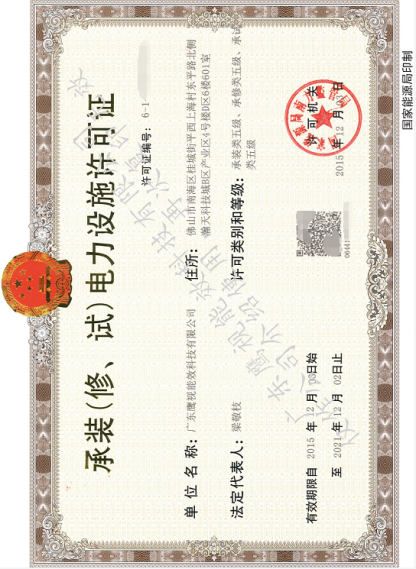 承装(修、试)电力设施许可证
许可证编号: 6-1-
单 位 名 称: 广东鹰视能效科技有限公司
住所: 佛山市南海区桂城街平西上海村东平路北侧
瀚天科技城B区产业区4号楼D区6楼601室
法定代表人: 梁敬枝
许可类别和等级: 承装类五级、承修类五级、承试
类五级
有效期限自 2015 年 12 月 03日始
至 2021 年 12 月 02日止
许可机关
2015 年 12 月 日
国家能源局印制